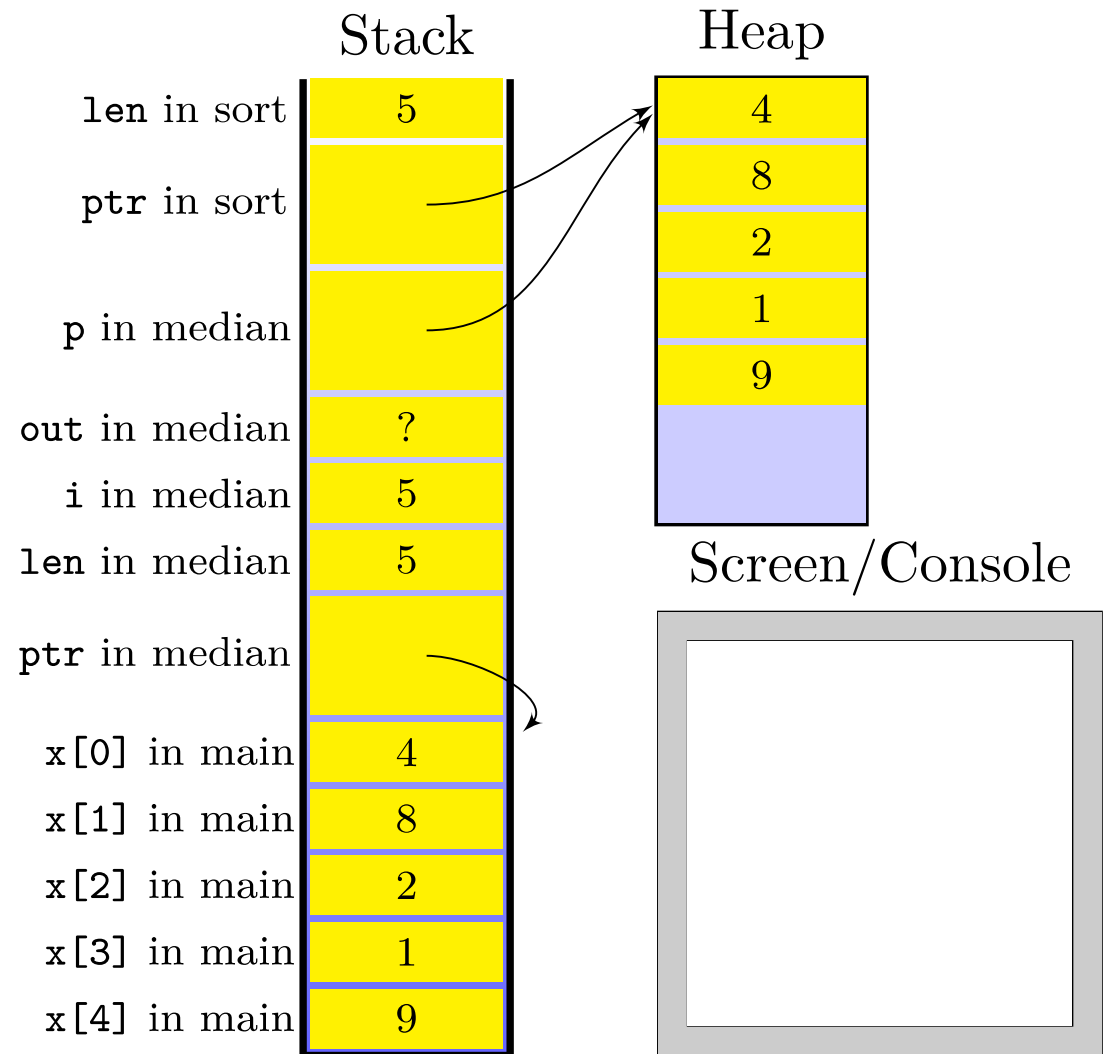 Stack
len in sort 5
ptr in sort
p in median
out in median ?
i in median 5
len in median 5
ptr in median
x[0] in main 4
x[1] in main 8
x[2] in main 2
x[3] in main 1
x[4] in main 9
Heap
4
8
2
1
9
Screen/Console